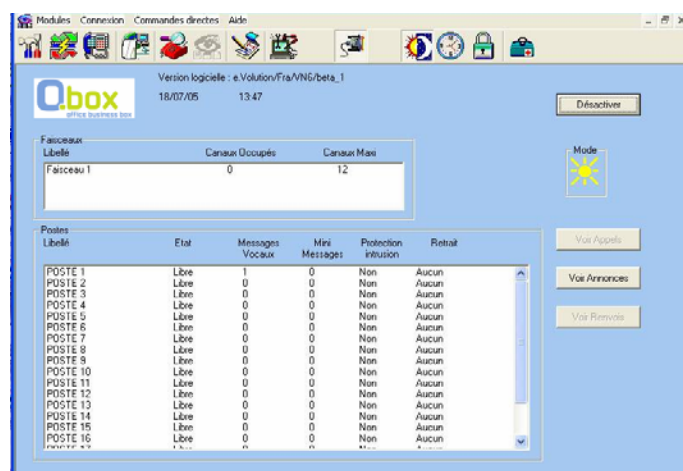 Modules Connexion Commandes directes Aide
Version logicielle : e.Volution/Fra/VN6/beta_1
Q.box
office business box
18/07/05 13:47
Désactiver
Faisceaux
Libellé Canaux Occupés Canaux Maxi
Faisceau 1 0 12
Mode
Postes
Libellé Etat Messages Vocaux Mini Messages Protection intrusion Retrait
Voir Appels
Voir Annonces
Voir Renvois
POSTE 1 Libre 1 0 Non Aucun
POSTE 2 Libre 0 0 Non Aucun
POSTE 3 Libre 0 0 Non Aucun
POSTE 4 Libre 0 0 Non Aucun
POSTE 5 Libre 0 0 Non Aucun
POSTE 6 Libre 0 0 Non Aucun
POSTE 7 Libre 0 0 Non Aucun
POSTE 8 Libre 0 0 Non Aucun
POSTE 9 Libre 0 0 Non Aucun
POSTE 10 Libre 0 0 Non Aucun
POSTE 11 Libre 0 0 Non Aucun
POSTE 12 Libre 0 0 Non Aucun
POSTE 13 Libre 0 0 Non Aucun
POSTE 14 Libre 0 0 Non Aucun
POSTE 15 Libre 0 0 Non Aucun
POSTE 16 Libre 0 0 Non Aucun